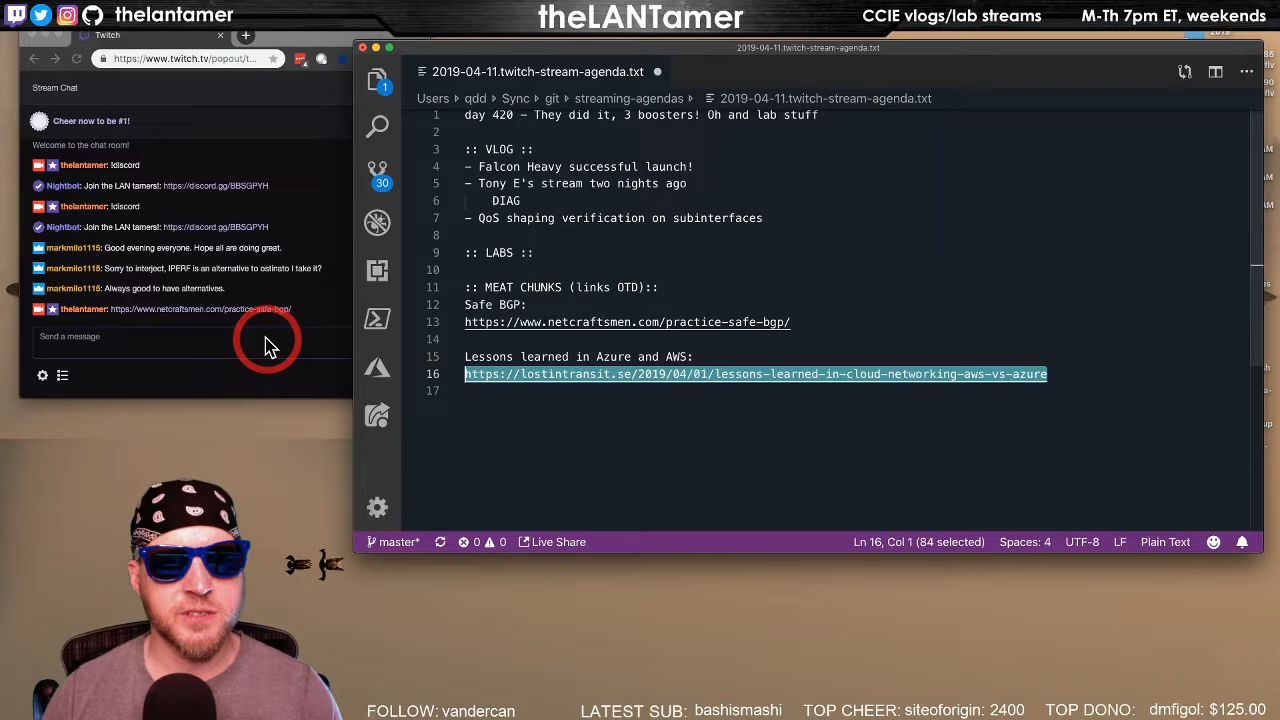 thelantamer
theLANTamer
CCIE vlogs/lab streams
M-Th 7pm ET, weekends
Twitch
https://www.twitch.tv/popout/t...
Stream Chat
Cheer now to be #1!
Welcome to the chat room!
thelantamer: !discord
Nightbot: Join the LAN tamers! https://discord.gg/BBSGPYH
thelantamer: !discord
Nightbot: Join the LAN tamers! https://discord.gg/BBSGPYH
markmilo1115: Good evening everyone. Hope all are doing great.
markmilo1115: Sorry to interject, IPERF is an alternative to ostinato I take it?
markmilo1115: Always good to have alternatives.
thelantamer: https://www.netcraftsmen.com/practice-safe-bgp/
Send a message
2019-04-11.twitch-stream-agenda.txt
2019-04-11.twitch-stream-agenda.txt
Users > qdd > Sync > git > streaming-agendas > 2019-04-11.twitch-stream-agenda.txt
1
30
1 day 420 - They did it, 3 boosters! Oh and lab stuff
2
3 :: VLOG ::
4 - Falcon Heavy successful launch!
5 - Tony E's stream two nights ago
6 DIAG
7 - QoS shaping verification on subinterfaces
8
9 :: LABS ::
10
11 :: MEAT CHUNKS (links OTD)::
12 Safe BGP:
13 https://www.netcraftsmen.com/practice-safe-bgp/
14
15 Lessons learned in Azure and AWS:
16 https://lostintransit.se/2019/04/01/lessons-learned-in-cloud-networking-aws-vs-azure
17
master* 0 0 Live Share
Ln 16, Col 1 (84 selected) Spaces: 4 UTF-8 LF Plain Text
FOLLOW: vandercan
LATEST SUB: bashismashi
TOP CHEER: siteoforigin: 2400
TOP DONO: dmfigol: $125.00